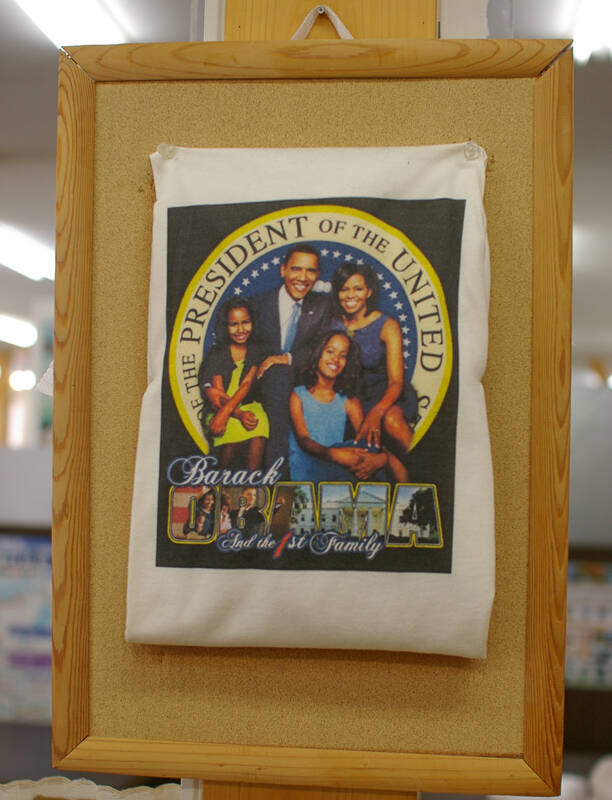 OF THE PRESIDENT OF THE UNITED
Barack
OBAMA
And the 1st Family